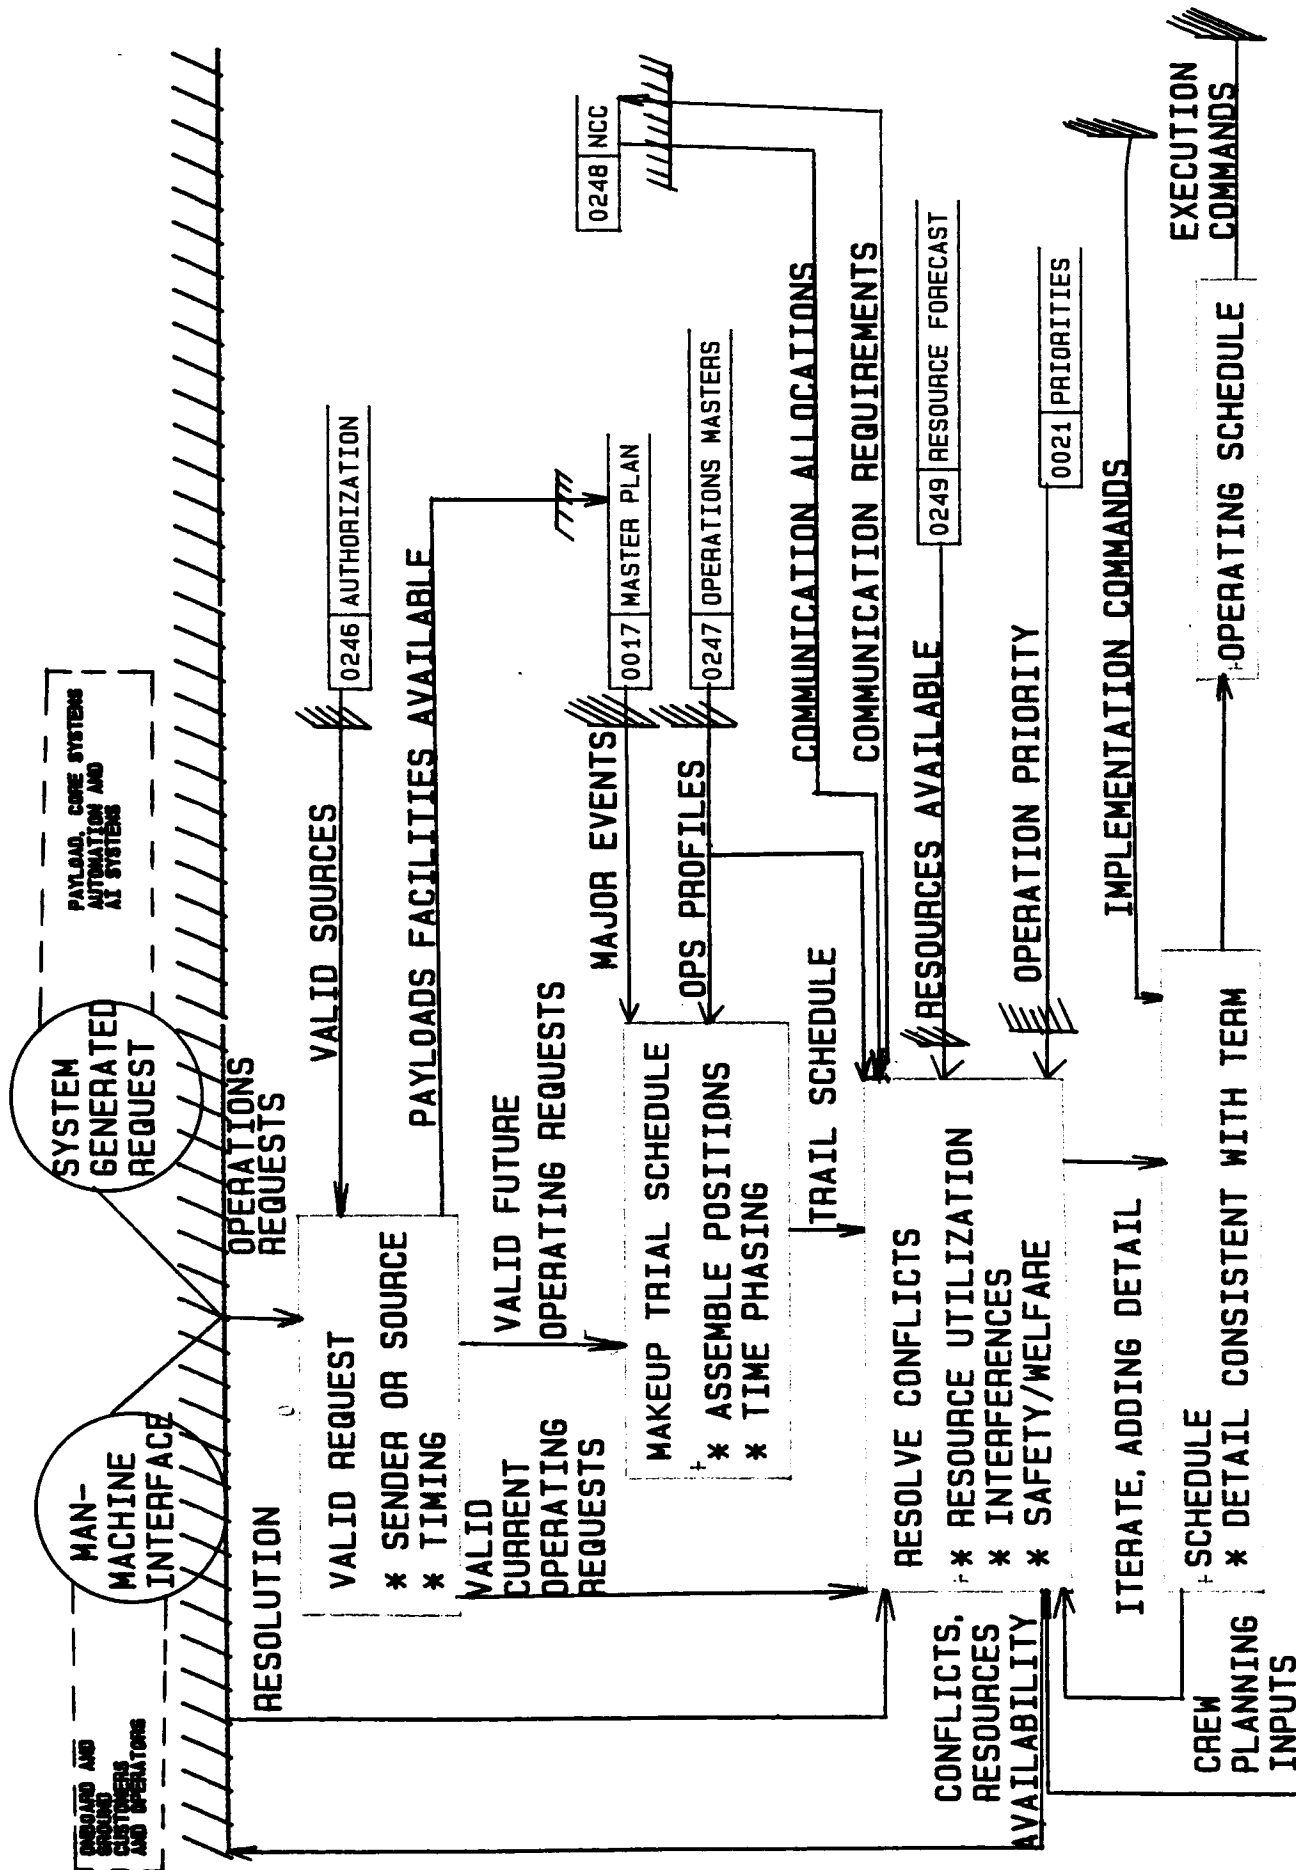 ONBOARD AND
GROUND
CUSTOMERS
AND OPERATORS
MAN-
MACHINE
INTERFACE
SYSTEM
GENERATED
REQUEST
PAYLOAD, CORE SYSTEMS
AUTOMATION AND
AI SYSTEMS
RESOLUTION
OPERATIONS
REQUESTS
VALID REQUEST
* SENDER OR SOURCE
* TIMING
VALID SOURCES
0246 AUTHORIZATION
PAYLOADS FACILITIES AVAILABLE
VALID
CURRENT
OPERATING
REQUESTS
VALID FUTURE
OPERATING REQUESTS
MAJOR EVENTS
0017 MASTER PLAN
OPS PROFILES
0247 OPERATIONS MASTERS
0248 NCC
MAKEUP TRIAL SCHEDULE
* ASSEMBLE POSITIONS
* TIME PHASING
TRAIL SCHEDULE
COMMUNICATION ALLOCATIONS
COMMUNICATION REQUIREMENTS
RESOLVE CONFLICTS
* RESOURCE UTILIZATION
* INTERFERENCES
* SAFETY/WELFARE
RESOURCES AVAILABLE
0249 RESOURCE FORECAST
OPERATION PRIORITY
0021 PRIORITIES
CONFLICTS,
RESOURCES
AVAILABILITY
ITERATE, ADDING DETAIL
IMPLEMENTATION COMMANDS
CREW
PLANNING
INPUTS
SCHEDULE
* DETAIL CONSISTENT WITH TERM
OPERATING SCHEDULE
EXECUTION
COMMANDS